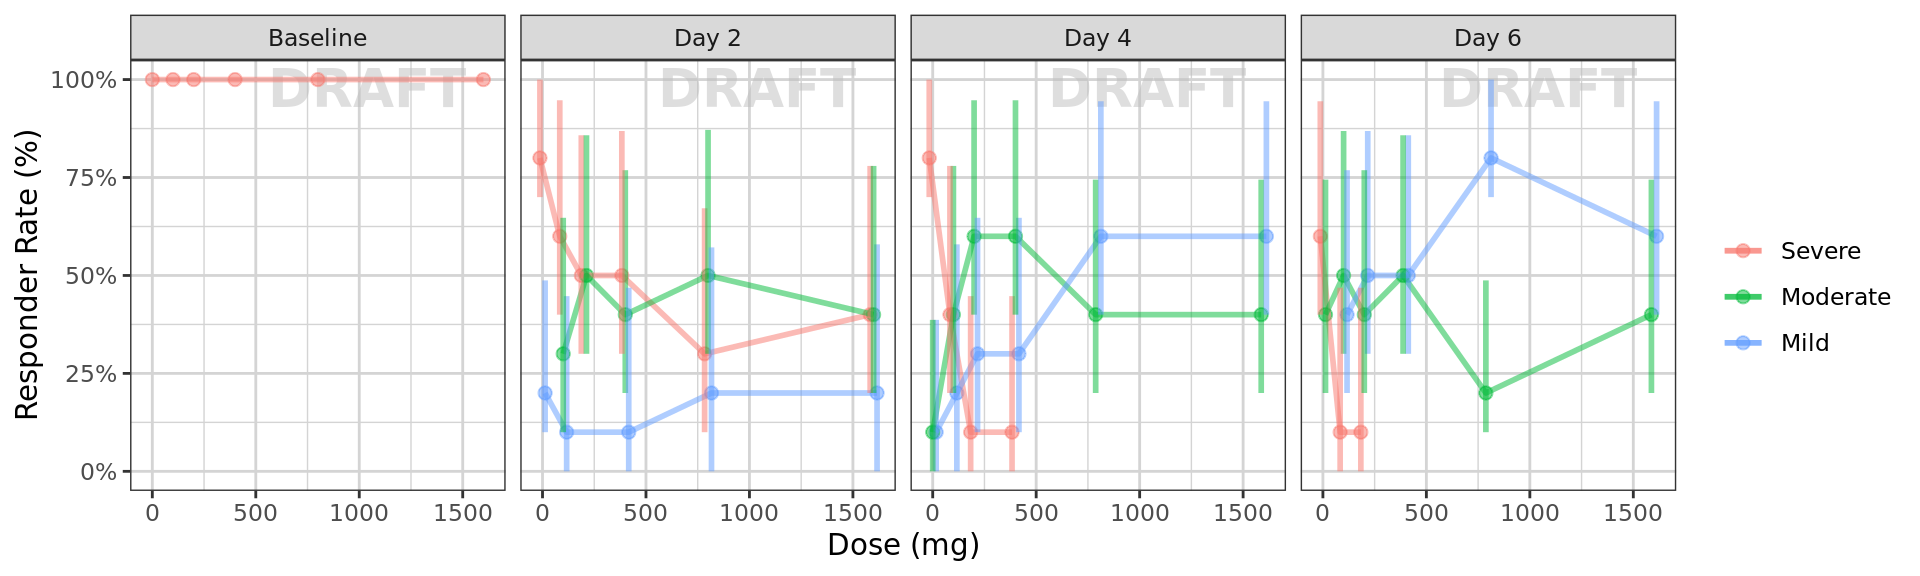 Baseline
Day 2
Day 4
Day 6
DRAFT
DRAFT
DRAFT
DRAFT
Responder Rate (%)
100%
75%
50%
25%
0%
0 500 1000 1500
0 500 1000 1500
0 500 1000 1500
0 500 1000 1500
Dose (mg)
Severe
Moderate
Mild